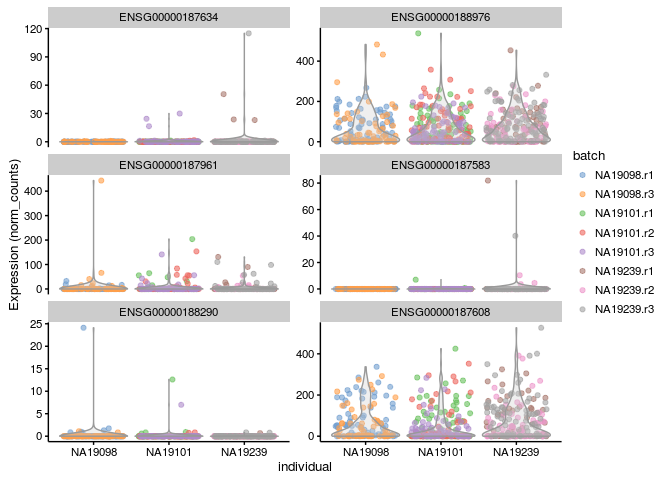 ENSG00000187634
ENSG00000188976
120
90
60
30
0
400
200
0
ENSG00000187961
ENSG00000187583
400
300
200
100
0
80
60
40
20
0
ENSG00000188290
ENSG00000187608
25
20
15
10
5
0
400
200
0
NA19098
NA19101
NA19239
NA19098
NA19101
NA19239
individual
Expression (norm_counts)
batch
NA19098.r1
NA19098.r3
NA19101.r1
NA19101.r2
NA19101.r3
NA19239.r1
NA19239.r2
NA19239.r3